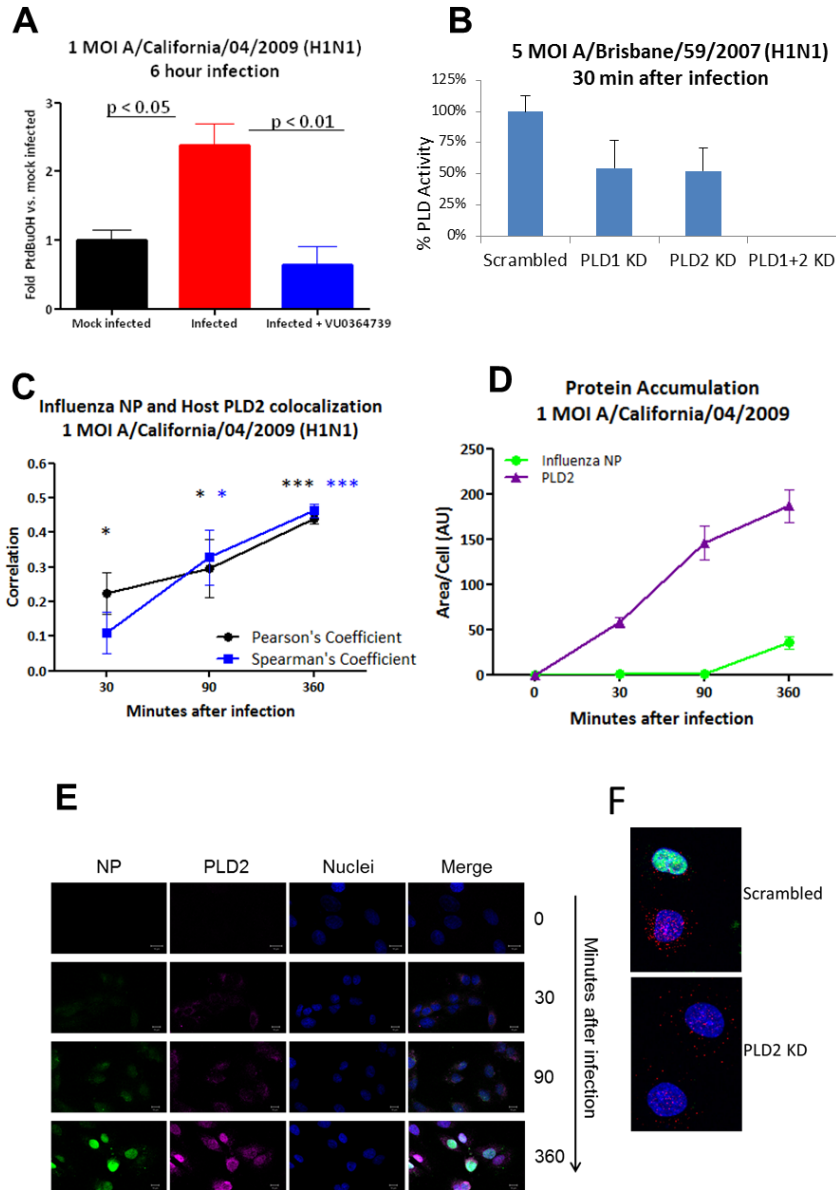 A
1 MOI A/California/04/2009 (H1N1)
6 hour infection
Fold PtdBuOH vs. mock infected
3
2
1
0
p < 0.05
p < 0.01
Mock infected
Infected
Infected + VU0364739
B
5 MOI A/Brisbane/59/2007 (H1N1)
30 min after infection
% PLD Activity
125%
100%
75%
50%
25%
0%
Scrambled
PLD1 KD
PLD2 KD
PLD1+2 KD
C
Influenza NP and Host PLD2 colocalization
1 MOI A/California/04/2009 (H1N1)
Correlation
0.6
0.5
0.4
0.3
0.2
0.1
0.0
*
* *
*** ***
Pearson's Coefficient
Spearman's Coefficient
30
90
360
Minutes after infection
D
Protein Accumulation
1 MOI A/California/04/2009
Area/Cell (AU)
250
200
150
100
50
0
Influenza NP
PLD2
0
30
90
360
Minutes after infection
E
NP
PLD2
Nuclei
Merge
0
30
90
360
Minutes after infection
F
Scrambled
PLD2 KD